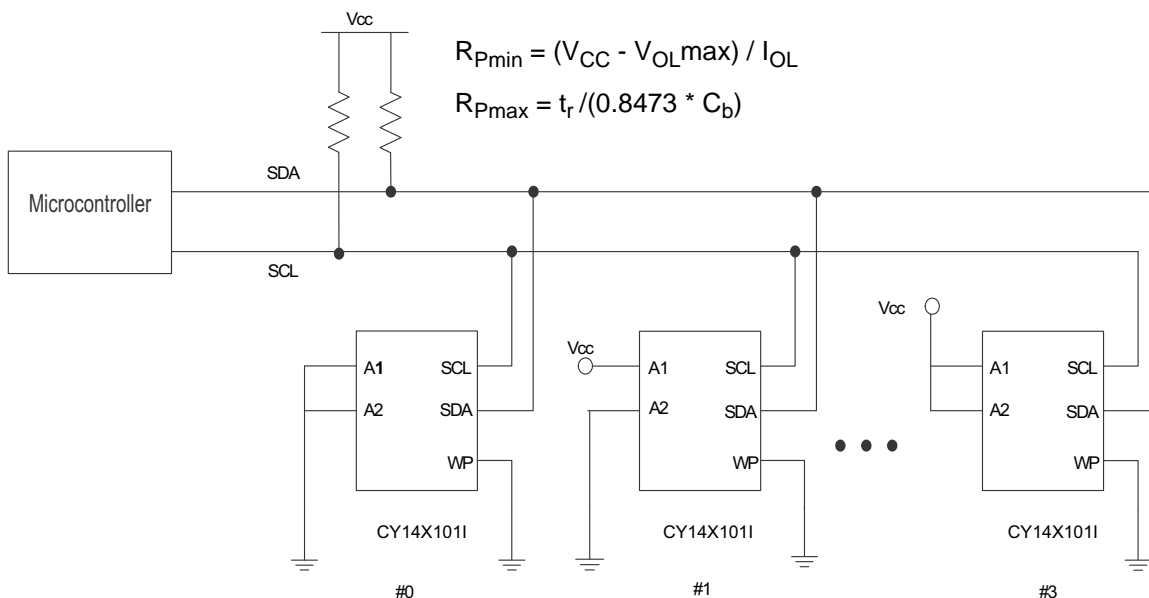 Vcc
R_Pmin = (V_CC - V_OLmax) / I_OL
R_Pmax = t_r /(0.8473 * C_b)
Microcontroller
SDA
SCL
Vcc
Vcc
A1 SCL
A2 SDA
WP
A1 SCL
A2 SDA
WP
A1 SCL
A2 SDA
WP
CY14X101I
CY14X101I
CY14X101I
#0
#1
#3